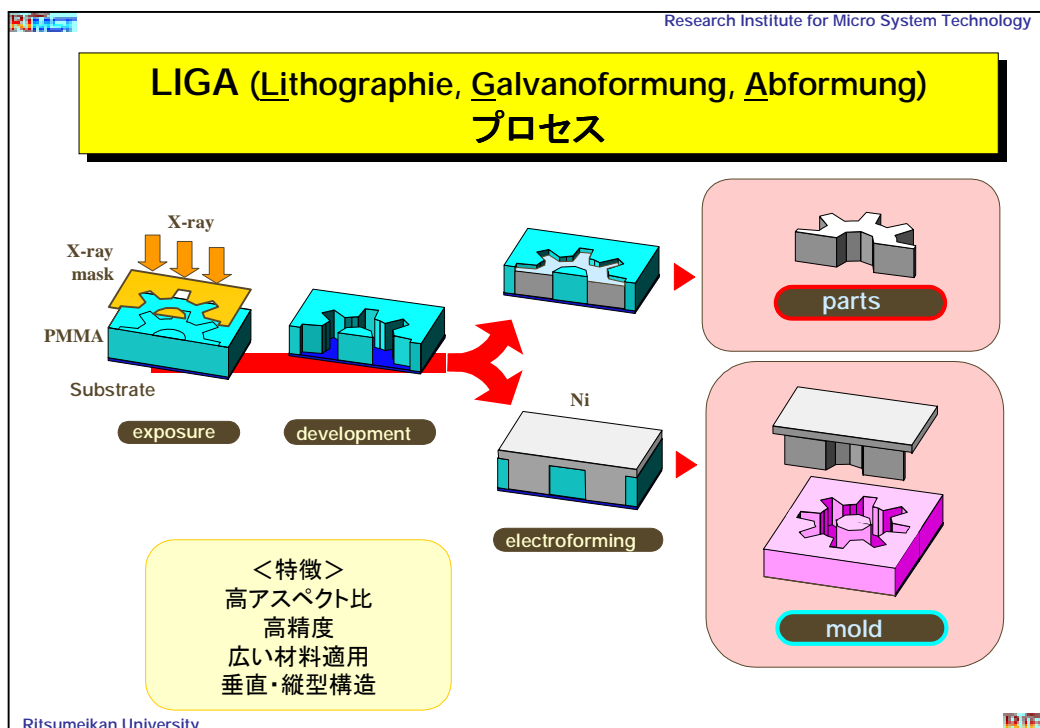 RIMST
Research Institute for Micro System Technology
LIGA (Lithographie, Galvanoformung, Abformung)
プロセス
X-ray
X-ray
mask
PMMA
Substrate
exposure
development
Ni
electroforming
parts
mold
＜特徴＞
高アスペクト比
高精度
広い材料適用
垂直・縦型構造
Ritsumeikan University